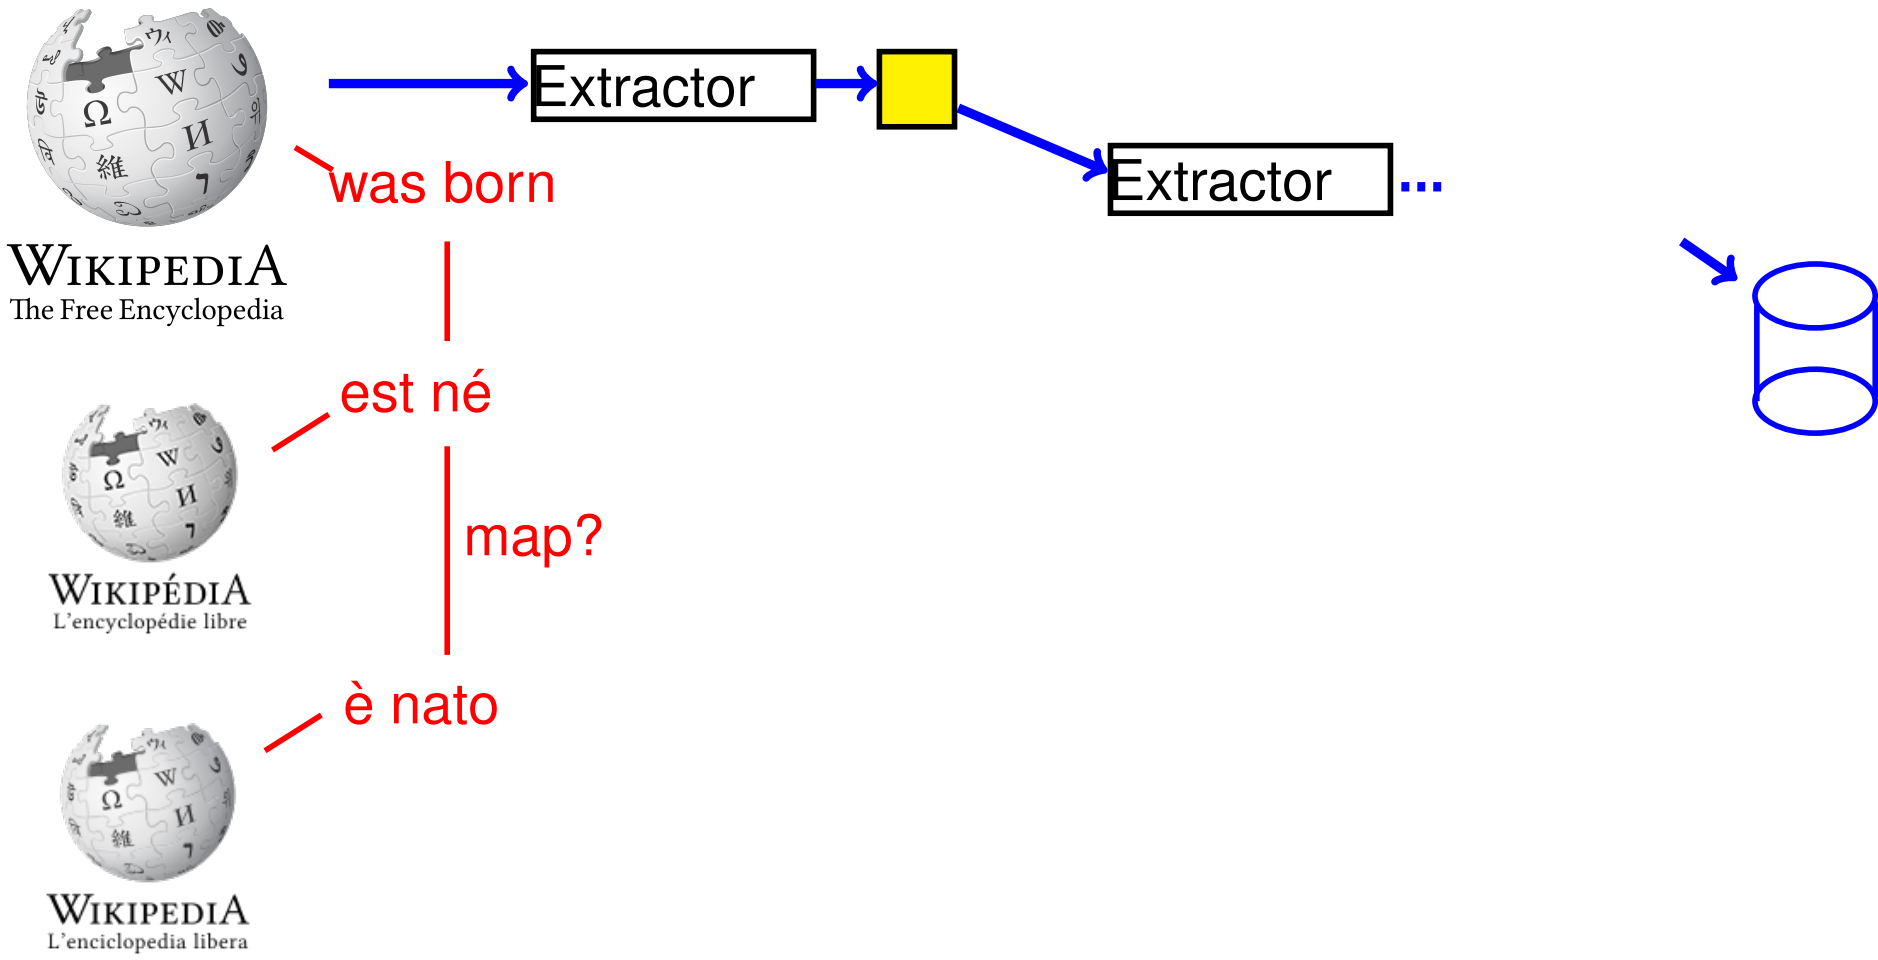 Extractor
Extractor ...
was born
WIKIPEDIA
The Free Encyclopedia
est né
map?
WIKIPÉDIA
L'encyclopédie libre
è nato
WIKIPEDIA
L'enciclopedia libera